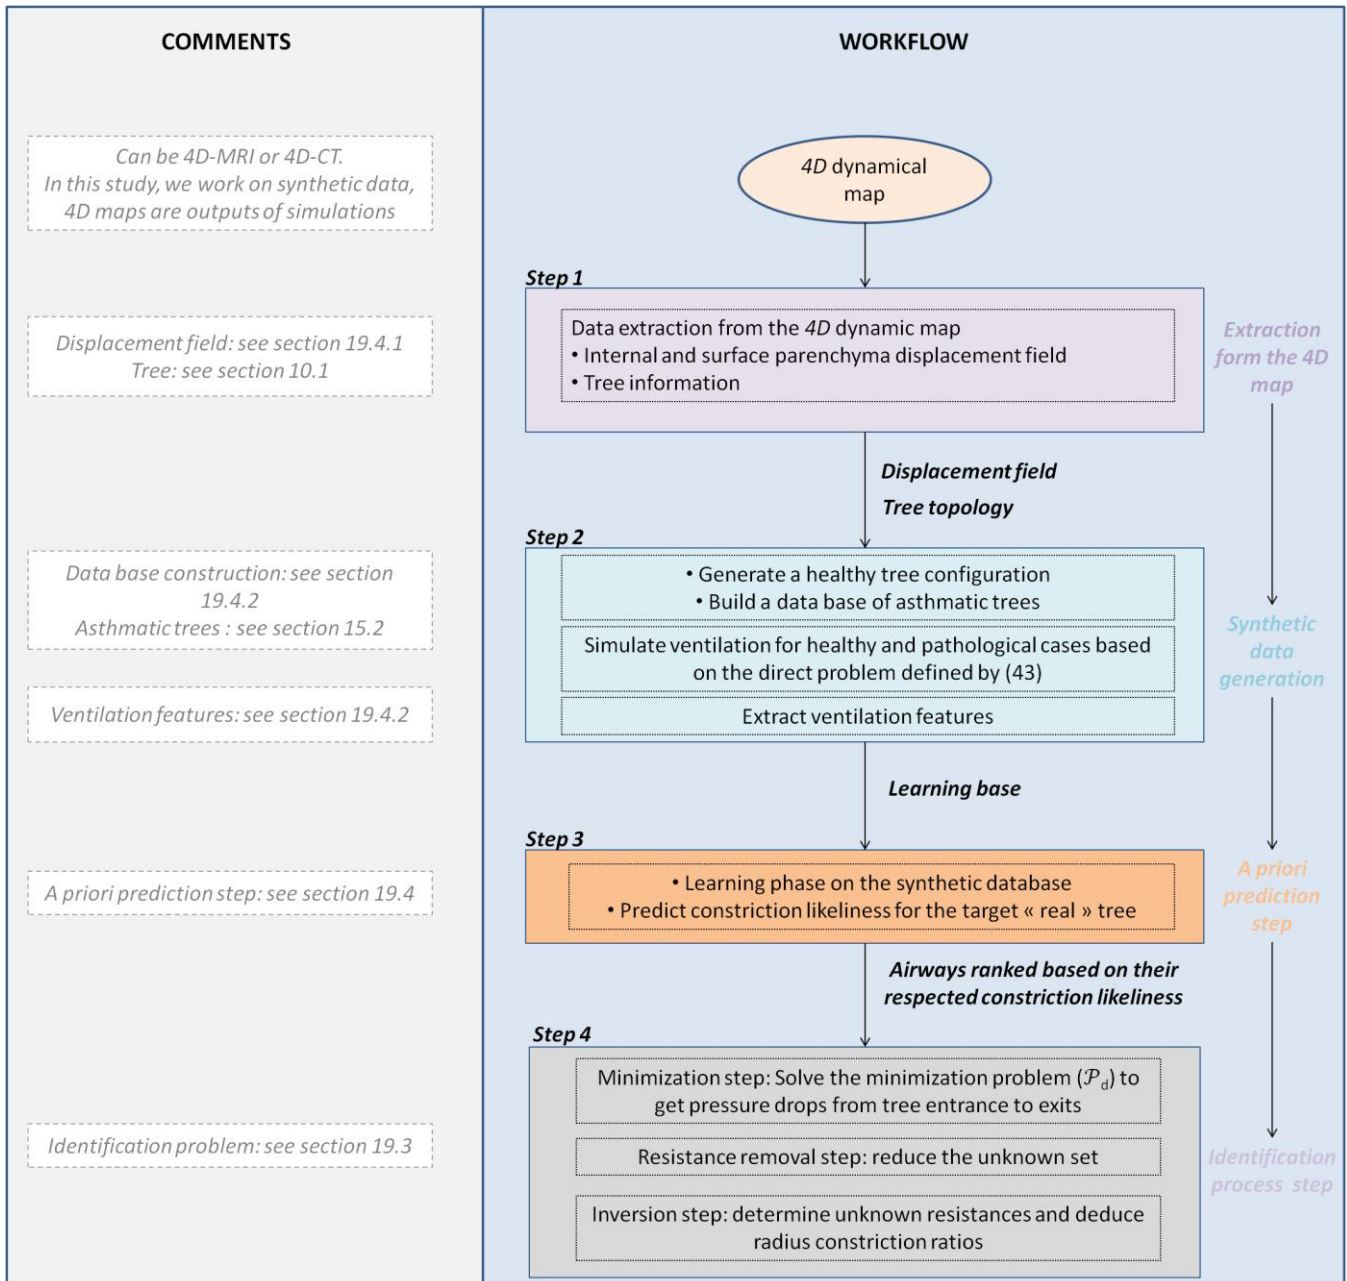 COMMENTS
WORKFLOW
Can be 4D-MRI or 4D-CT.
In this study, we work on synthetic data,
4D maps are outputs of simulations
4D dynamical
map
Step 1
Displacement field: see section 19.4.1
Tree: see section 10.1
Data extraction from the 4D dynamic map
• Internal and surface parenchyma displacement field
• Tree information
Extraction
form the 4D
map
Displacement field
Tree topology
Step 2
Data base construction: see section
19.4.2
Asthmatic trees : see section 15.2
• Generate a healthy tree configuration
• Build a data base of asthmatic trees
Simulate ventilation for healthy and pathological cases based
on the direct problem defined by (43)
Synthetic
data
generation
Ventilation features: see section 19.4.2
Extract ventilation features
Learning base
Step 3
A priori prediction step: see section 19.4
• Learning phase on the synthetic database
• Predict constriction likeliness for the target « real » tree
A priori
prediction
step
Airways ranked based on their
respected constriction likeliness
Step 4
Minimization step: Solve the minimization problem (𝒫d) to
get pressure drops from tree entrance to exits
Identification problem: see section 19.3
Resistance removal step: reduce the unknown set
Identification
process step
Inversion step: determine unknown resistances and deduce
radius constriction ratios